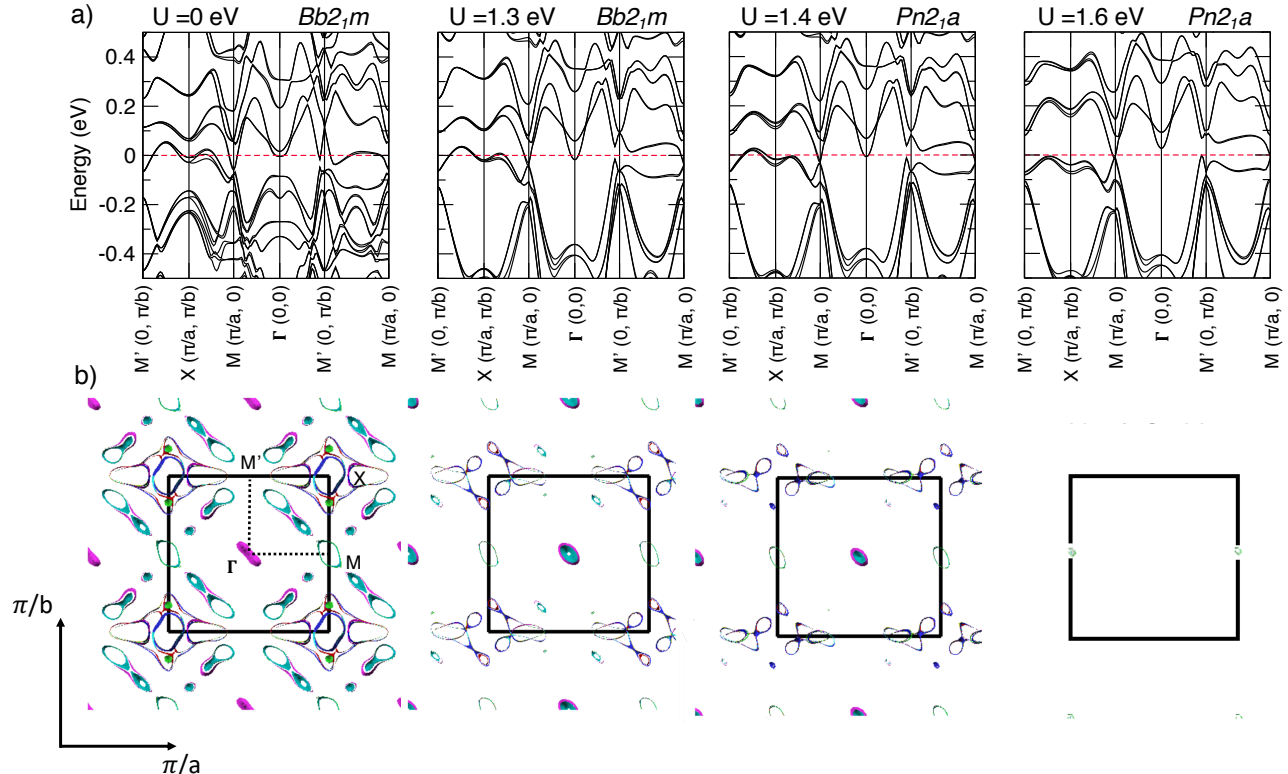 a)
U =0 eV Bb2₁m
U =1.3 eV Bb2₁m
U =1.4 eV Pn2₁a
U =1.6 eV Pn2₁a
Energy (eV)
0.4
0.2
0
-0.2
-0.4
M' (0, π/b)
X (π/a, π/b)
M (π/a, 0)
Γ (0,0)
M' (0, π/b)
M (π/a, 0)
M' (0, π/b)
X (π/a, π/b)
M (π/a, 0)
Γ (0,0)
M' (0, π/b)
M (π/a, 0)
M' (0, π/b)
X (π/a, π/b)
M (π/a, 0)
Γ (0,0)
M' (0, π/b)
M (π/a, 0)
M' (0, π/b)
X (π/a, π/b)
M (π/a, 0)
Γ (0,0)
M' (0, π/b)
M (π/a, 0)
b)
M'
X
Γ
M
π/b
π/a